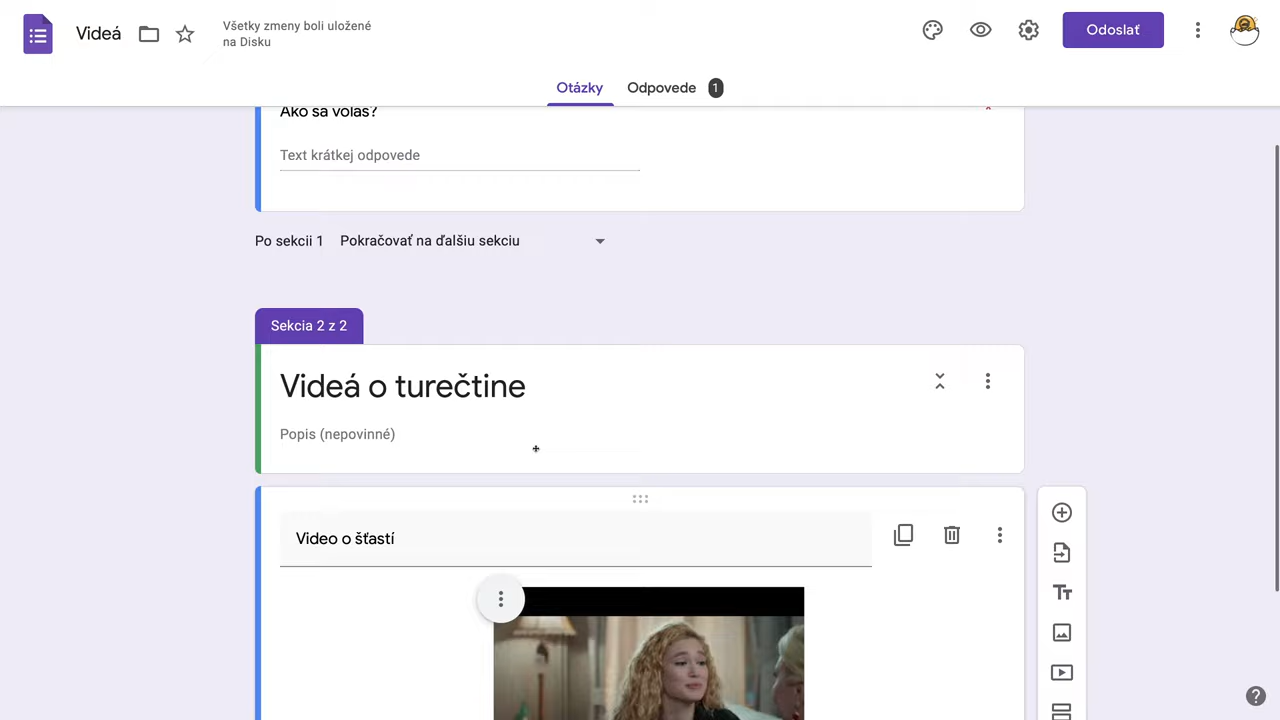 Videá
Všetky zmeny boli uložené
na Disku
Odoslať
Otázky
Odpovede 1
Ako sa voláš?
Text krátkej odpovede
Po sekcii 1 Pokračovať na ďalšiu sekciu
Sekcia 2 z 2
Videá o turečtine
Popis (nepovinné)
Video o šťastí